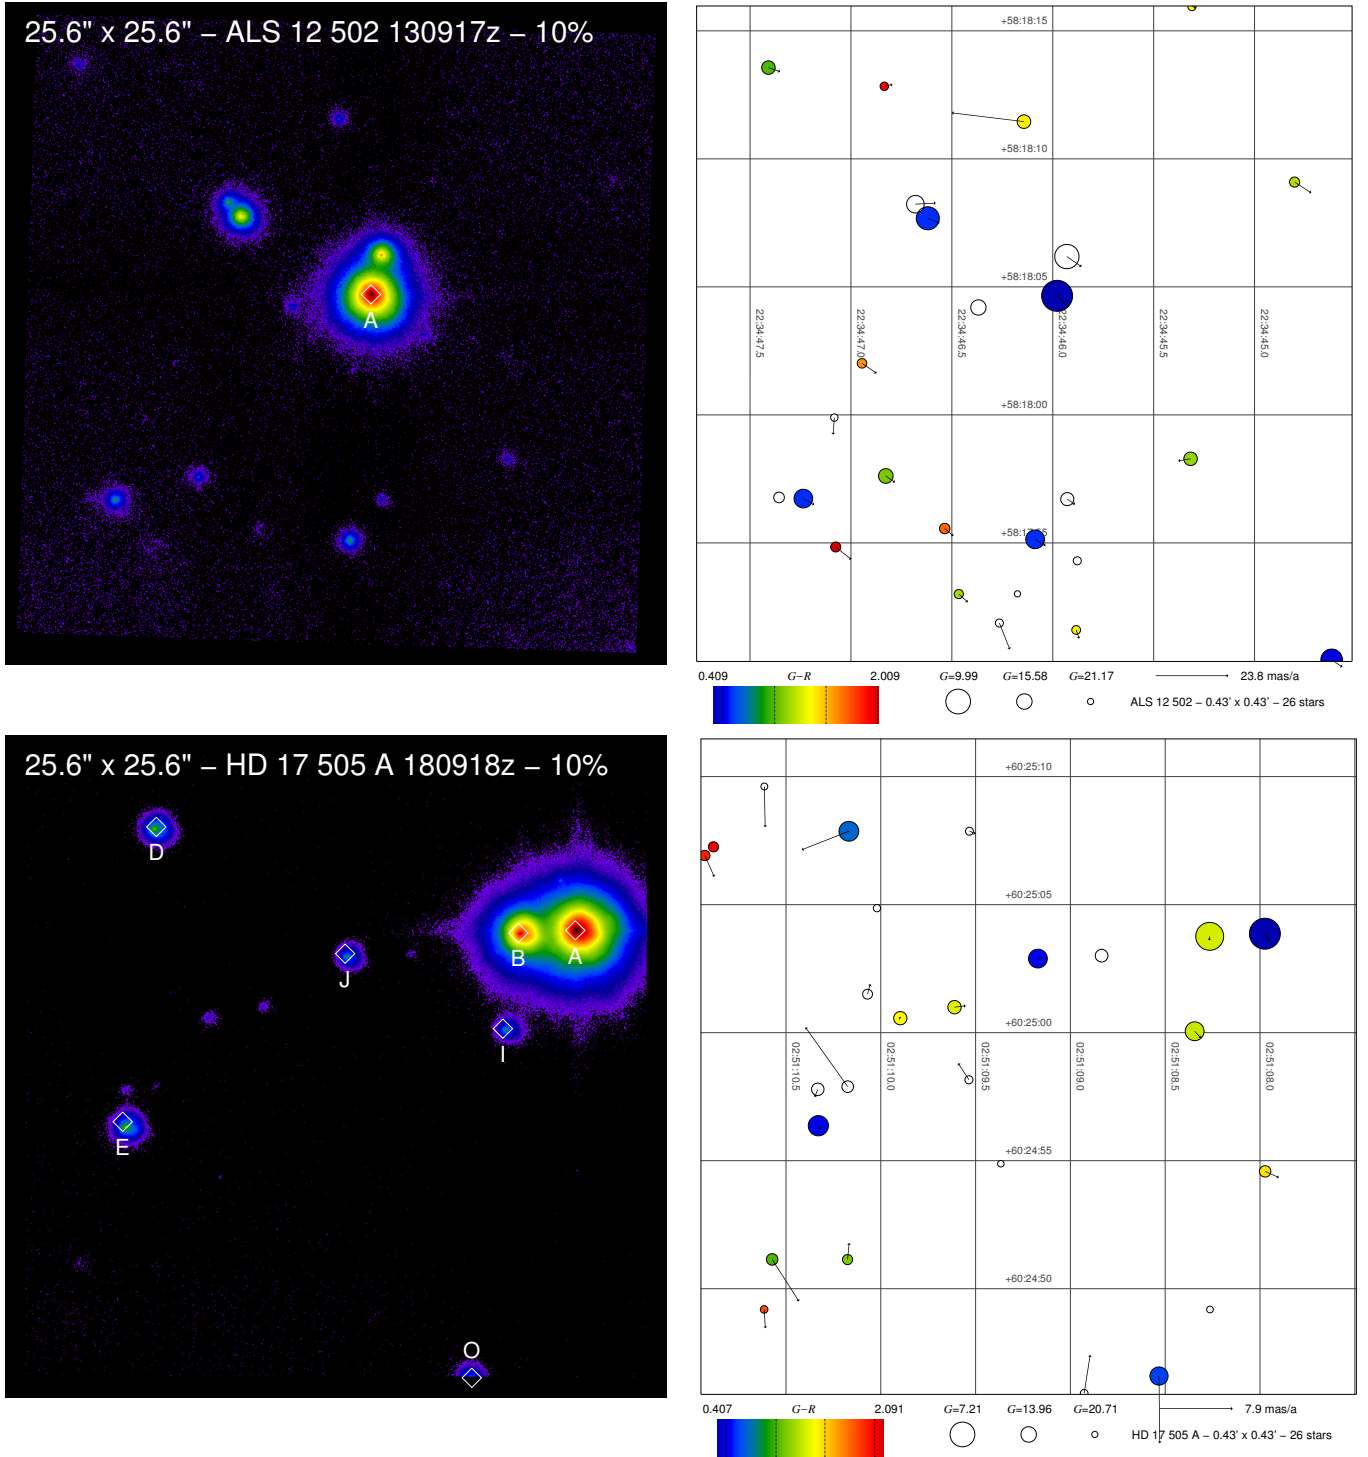 25.6" x 25.6" – ALS 12 502 130917z – 10%
A
+58:18:15
+58:18:10
+58:18:05
22:34:47.5
22:34:47.0
22:34:46.5
22:34:46.0
22:34:45.5
22:34:45.0
+58:18:00
+58:17:55
0.409
G–R
2.009
G=9.99
G=15.58
G=21.17
23.8 mas/a
ALS 12 502 – 0.43' x 0.43' – 26 stars
25.6" x 25.6" – HD 17 505 A 180918z – 10%
D
B
A
J
I
E
O
+60:25:10
+60:25:05
+60:25:00
02:51:10.5
02:51:10.0
02:51:09.5
02:51:09.0
02:51:08.5
02:51:08.0
+60:24:55
+60:24:50
0.407
G–R
2.091
G=7.21
G=13.96
G=20.71
7.9 mas/a
HD 17 505 A – 0.43' x 0.43' – 26 stars